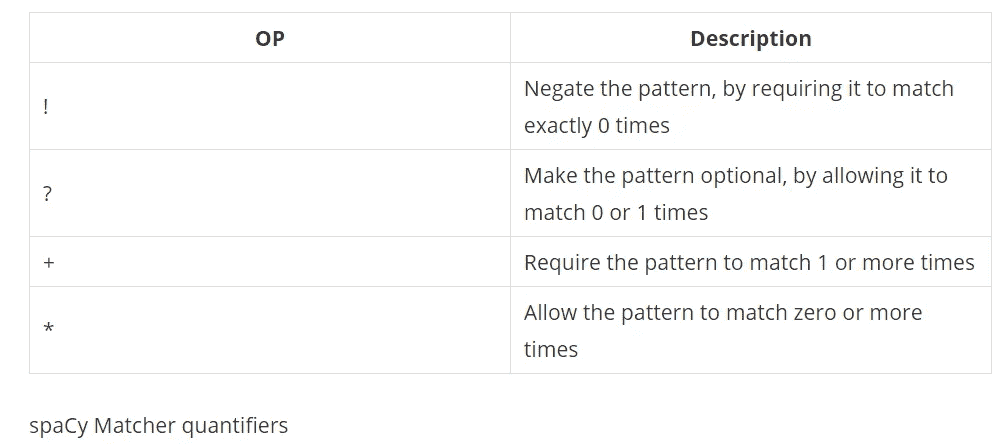 OP Description
! Negate the pattern, by requiring it to match
exactly 0 times
? Make the pattern optional, by allowing it to
match 0 or 1 times
+ Require the pattern to match 1 or more times
* Allow the pattern to match zero or more
times
spaCy Matcher quantifiers